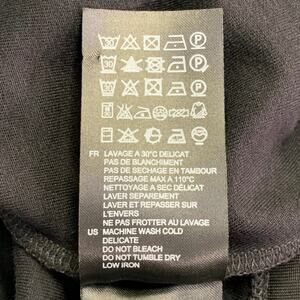 FR LAVAGE A 30°C DELICAT
PAS DE BLANCHIMENT
PAS DE SECHAGE EN TAMBOUR
REPASSAGE MAX A 110°C
NETTOYAGE A SEC DÉLICAT
LAVER SEPAREMENT
LAVER ET REPASSER SUR
L'ENVERS
NE PAS FROTTER AU LAVAGE
US MACHINE WASH COLD
DELICATE
DO NOT BLEACH
DO NOT TUMBLE DRY
LOW IRON